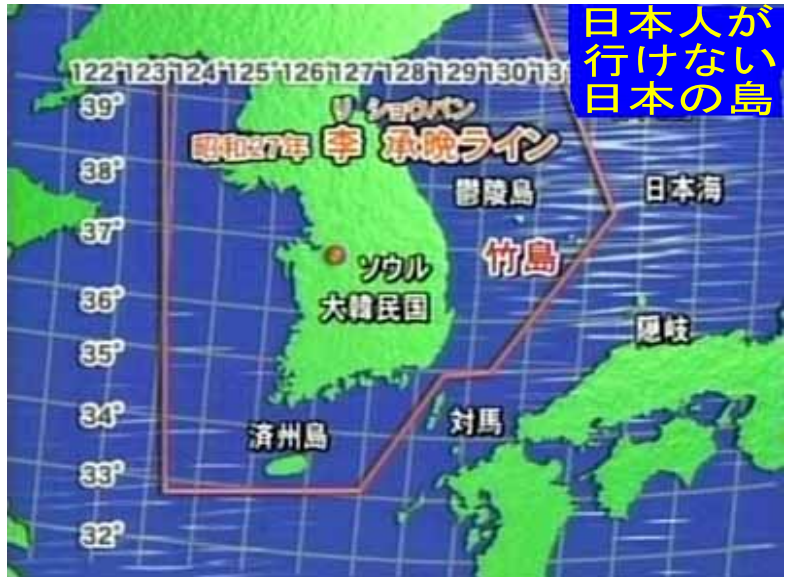 日本人が
行けない
日本の島
122° 123° 124° 125° 126° 127° 128° 129° 130° 131
39°
リ ショウバン
昭和27年 李 承晩ライン
38°
鬱陵島
日本海
37°
竹島
ソウル
36°
大韓民国
隠岐
35°
34°
済州島
対馬
33°
32°